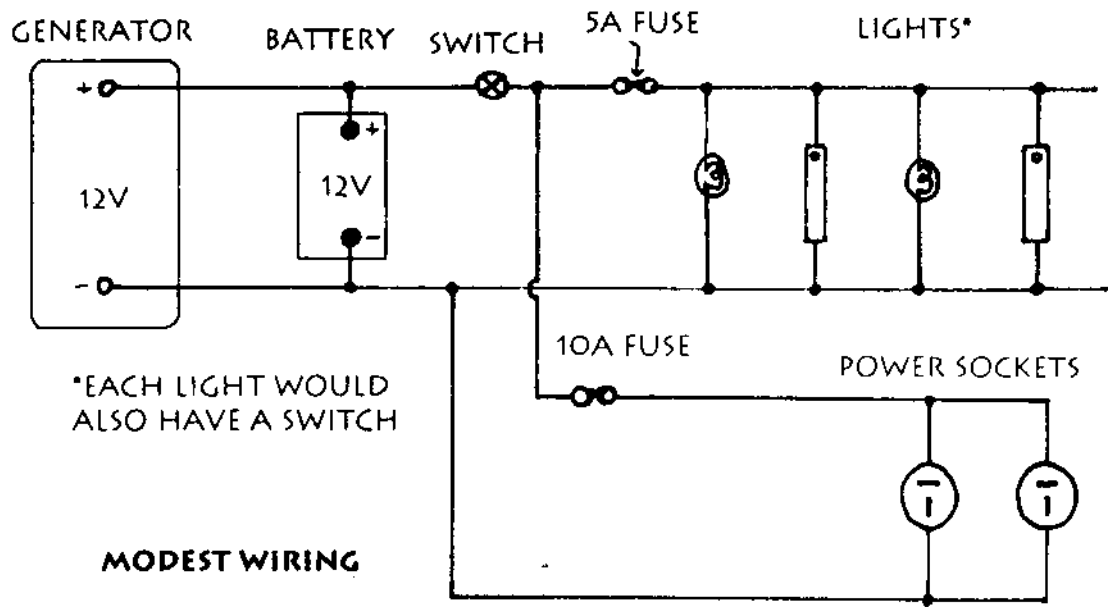 GENERATOR
BATTERY
SWITCH
5A FUSE
LIGHTS*
+
12V
-
+
12V
-
10A FUSE
POWER SOCKETS
*EACH LIGHT WOULD
ALSO HAVE A SWITCH
MODEST WIRING